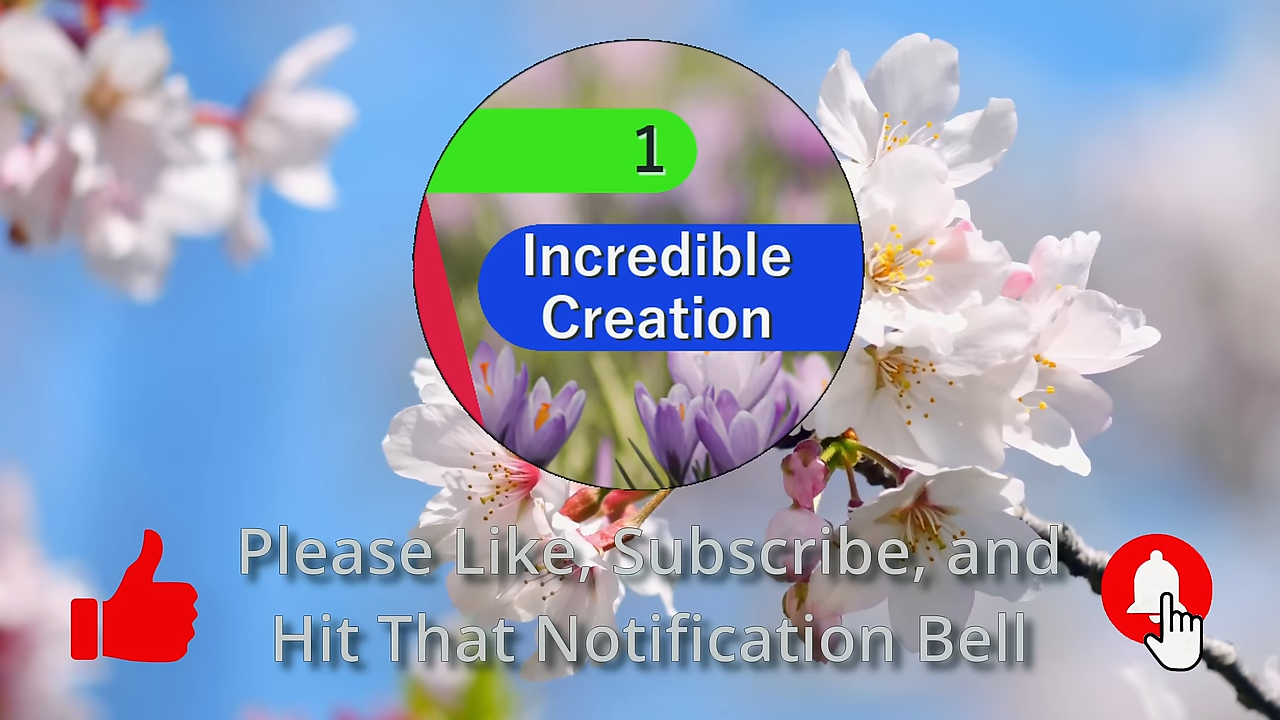 1
Incredible
Creation
Please Like, Subscribe, and
Hit That Notification Bell